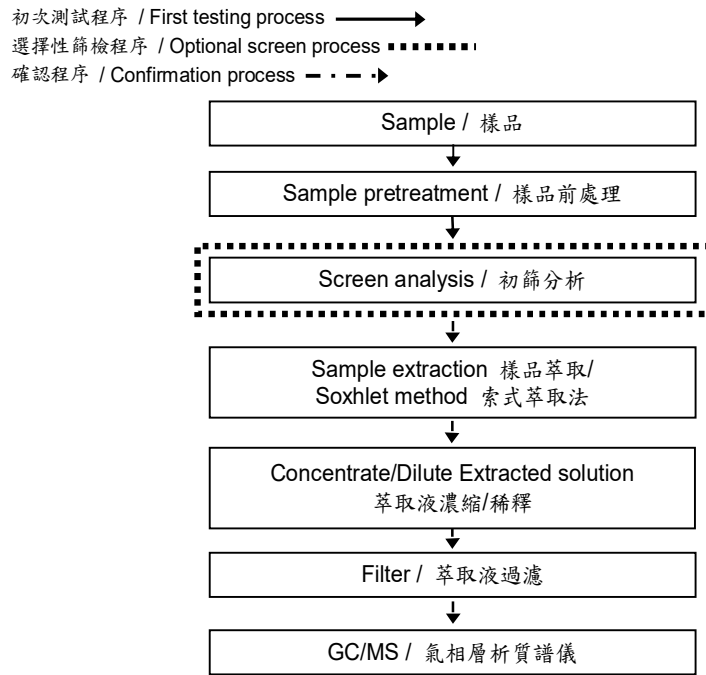 初次測試程序 / First testing process
選擇性篩檢程序 / Optional screen process
確認程序 / Confirmation process
Sample / 樣品
Sample pretreatment / 樣品前處理
Screen analysis / 初篩分析
Sample extraction 樣品萃取/
Soxhlet method 索式萃取法
Concentrate/Dilute Extracted solution
萃取液濃縮/稀釋
Filter / 萃取液過濾
GC/MS / 氣相層析質譜儀